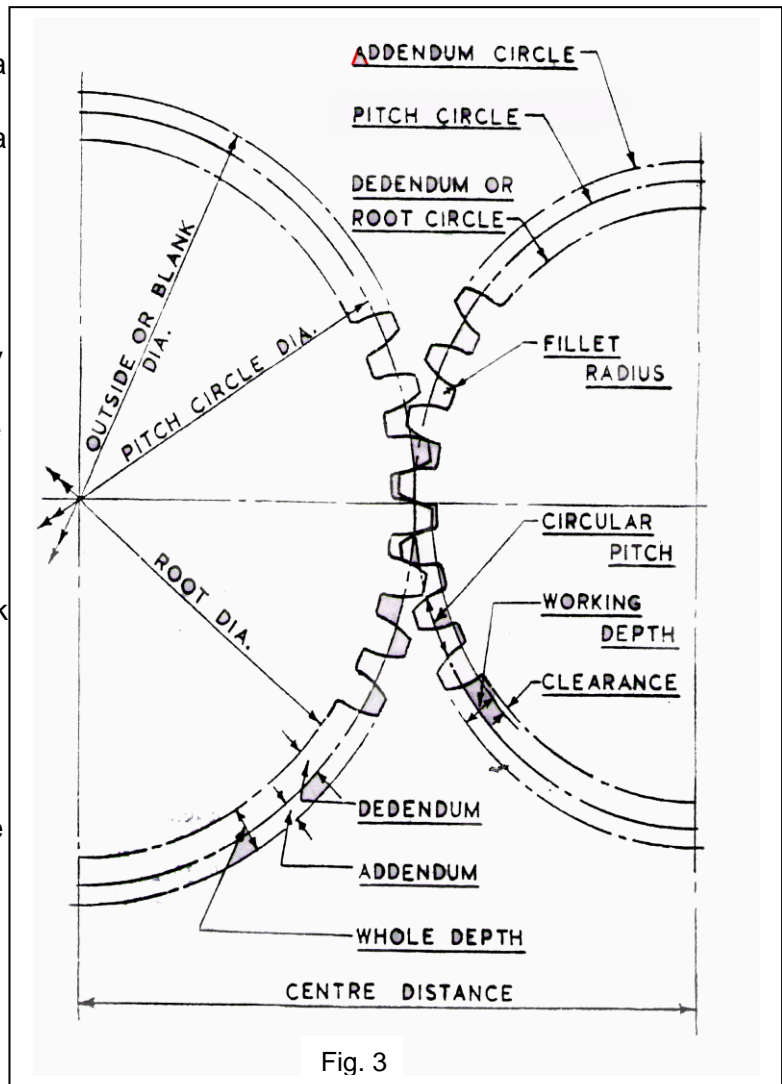 a
a
y
e
k
e
ADDENDUM CIRCLE
PITCH CIRCLE
DEDENDUM OR
ROOT CIRCLE
OUTSIDE OR BLANK
DIA.
PITCH CIRCLE DIA.
FILLET
RADIUS
ROOT DIA.
CIRCULAR
PITCH
WORKING
DEPTH
CLEARANCE
DEDENDUM
ADDENDUM
WHOLE DEPTH
CENTRE DISTANCE
Fig. 3